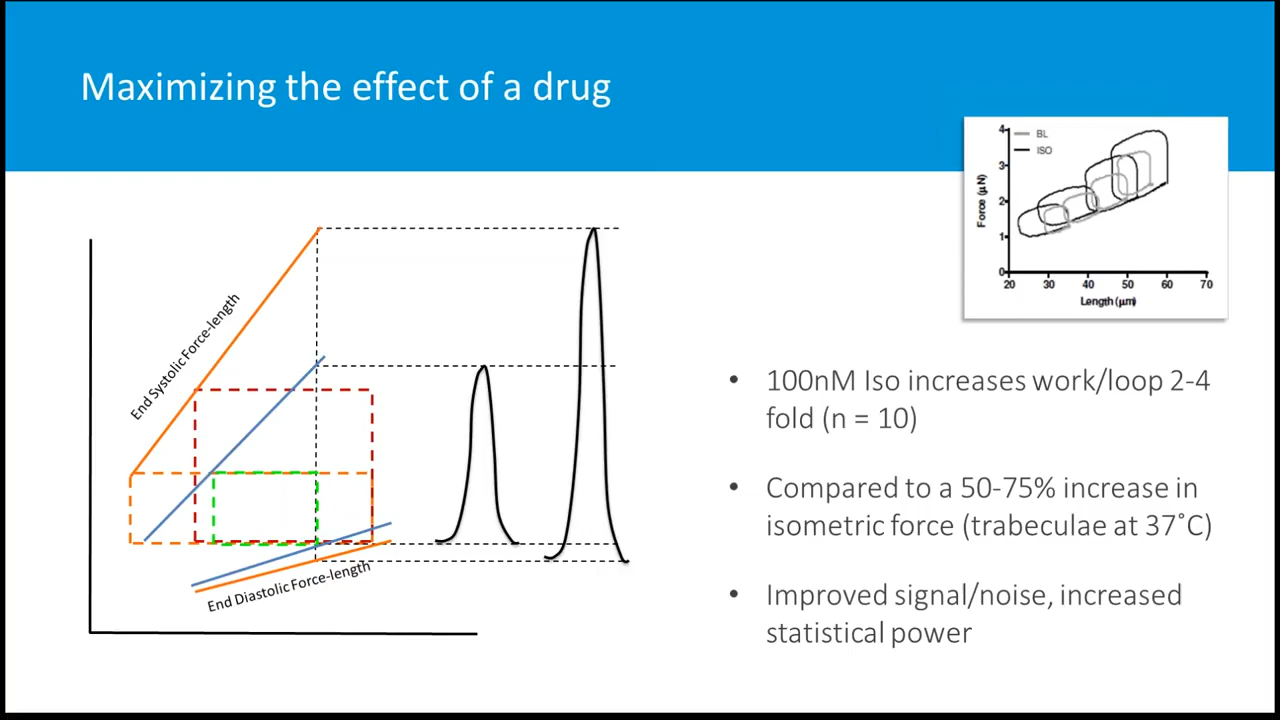 Maximizing the effect of a drug
4
BL
ISO
3
2
1
0
20 30 40 50 60 70
Force (μN)
Length (μm)
End Systolic Force-length
End Diastolic Force-length
• 100nM Iso increases work/loop 2-4
fold (n = 10)
• Compared to a 50-75% increase in
isometric force (trabeculae at 37˚C)
• Improved signal/noise, increased
statistical power